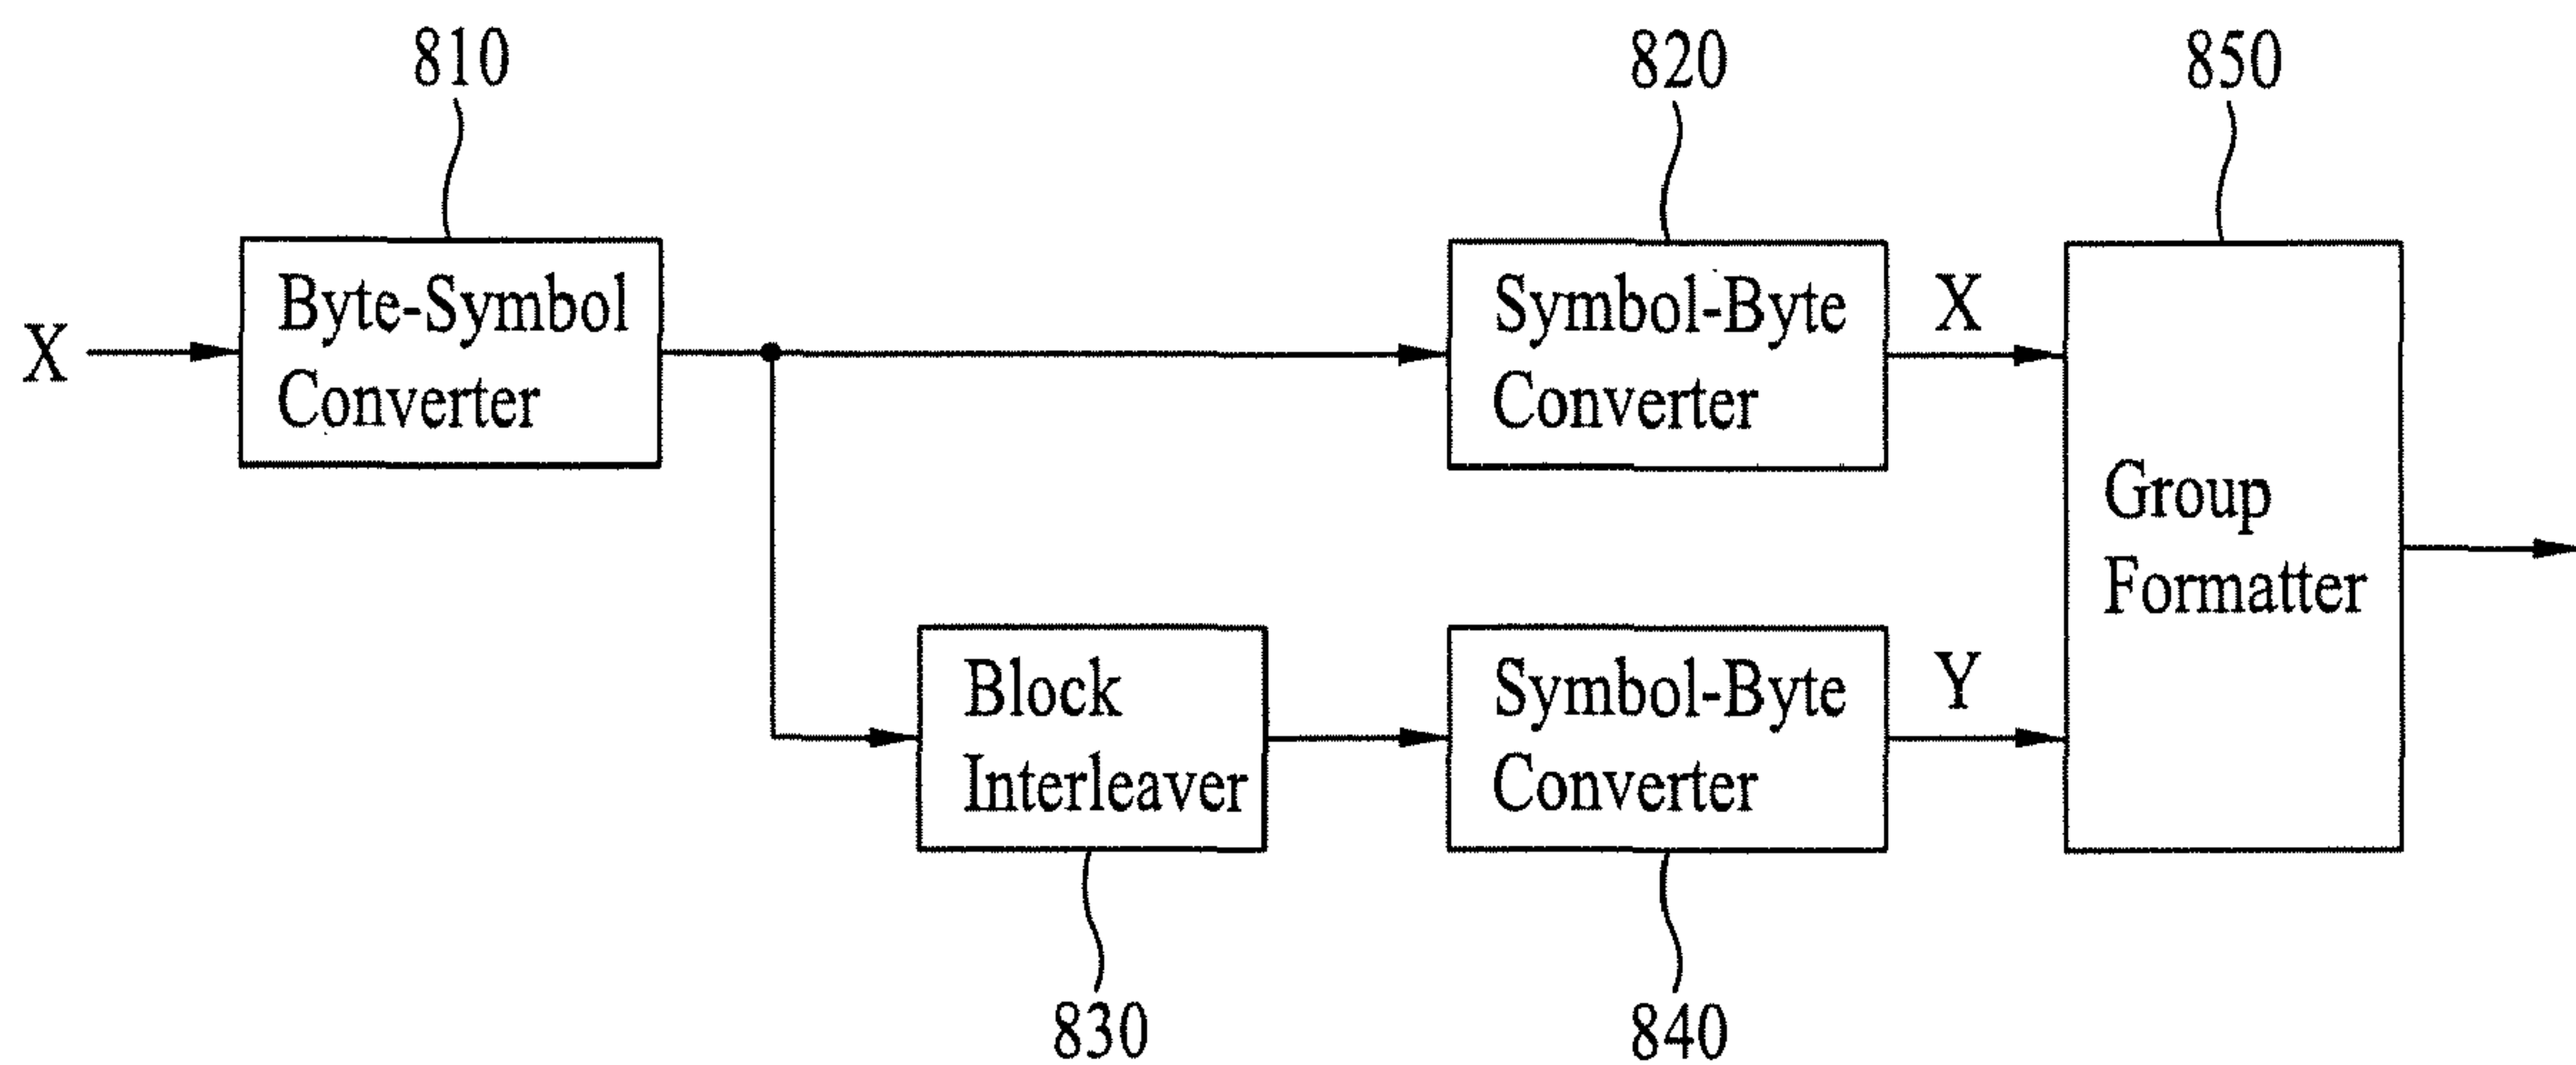 810
820
850
Byte-Symbol
Converter
Symbol-Byte
Converter
X
X
Group
Formatter
Block
Interleaver
Symbol-Byte
Converter
Y
830
840